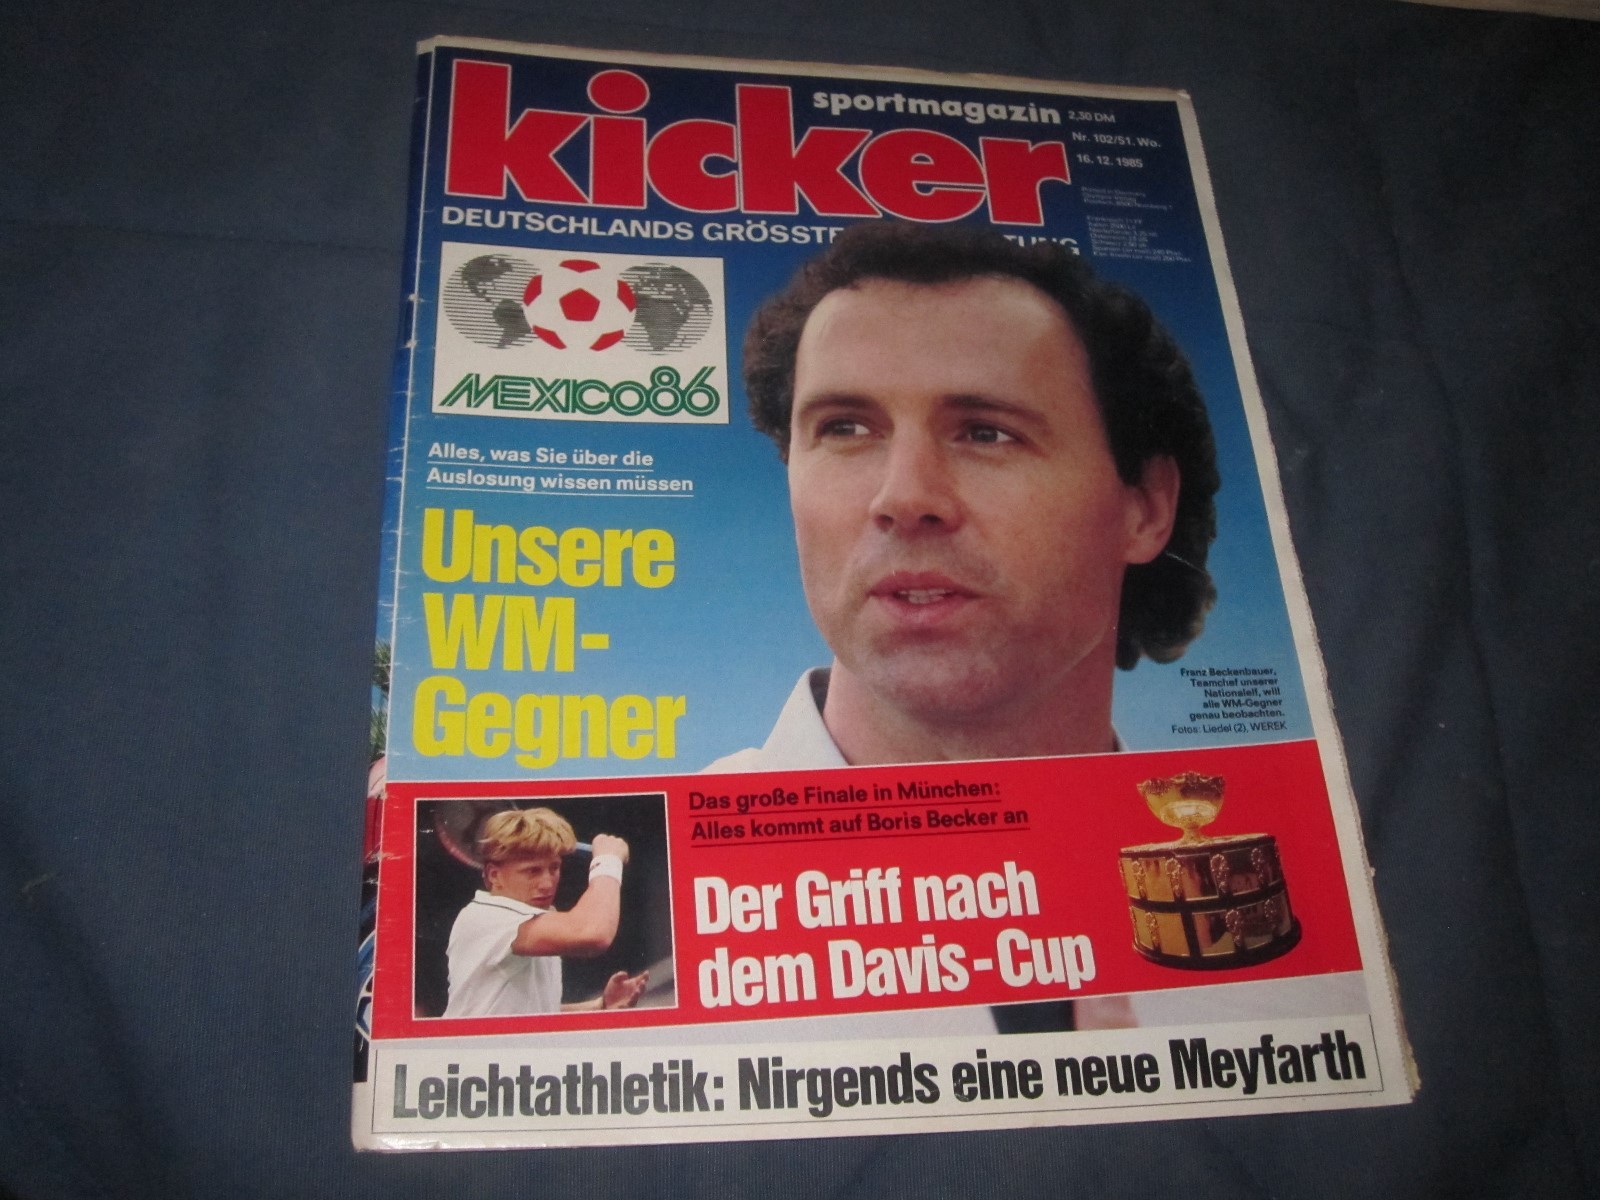 kicker
sportmagazin
2,30 DM
Nr. 102/51. Wo.
16. 12. 1985
DEUTSCHLANDS GRÖSSTE
MEXICO86
Alles, was Sie über die
Auslosung wissen müssen
Unsere
WM-
Gegner
Franz Beckenbauer,
Teamchef unserer
Nationalelf, will
alle WM-Gegner
genau beobachten.
Fotos: Liedel (2), WEREK
Das große Finale in München:
Alles kommt auf Boris Becker an
Der Griff nach
dem Davis-Cup
Leichtathletik: Nirgends eine neue Meyfarth